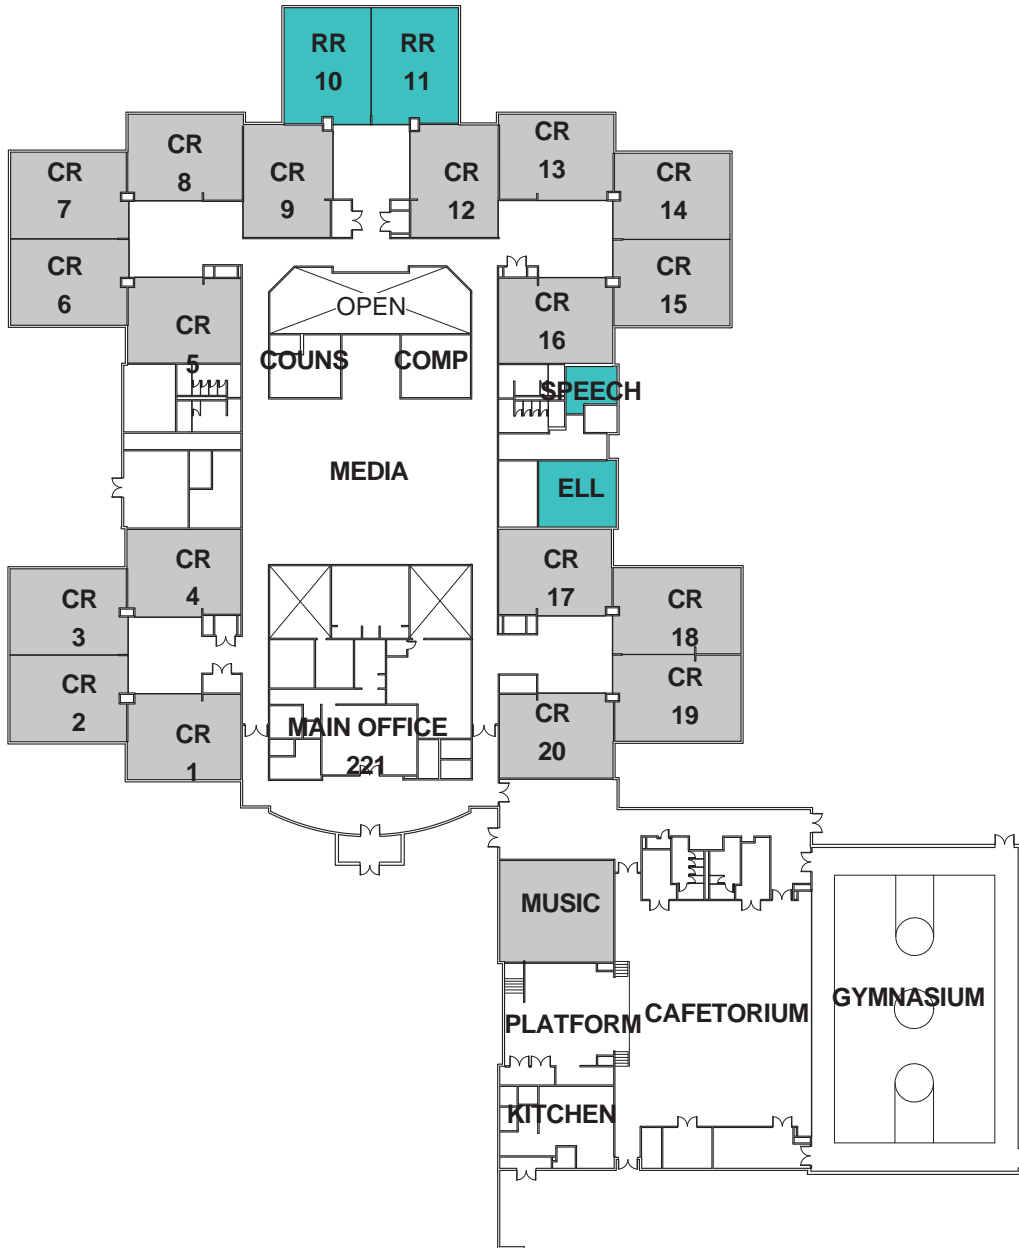 RR
10
RR
11
CR
8
CR
9
CR
12
CR
13
CR
7
CR
14
CR
6
CR
15
CR
5
OPEN
CR
16
COUNS
COMP
SPEECH
MEDIA
ELL
CR
4
CR
17
CR
3
CR
18
CR
2
CR
19
CR
1
MAIN OFFICE
221
CR
20
MUSIC
PLATFORM
CAFETORIUM
GYMNASIUM
KITCHEN